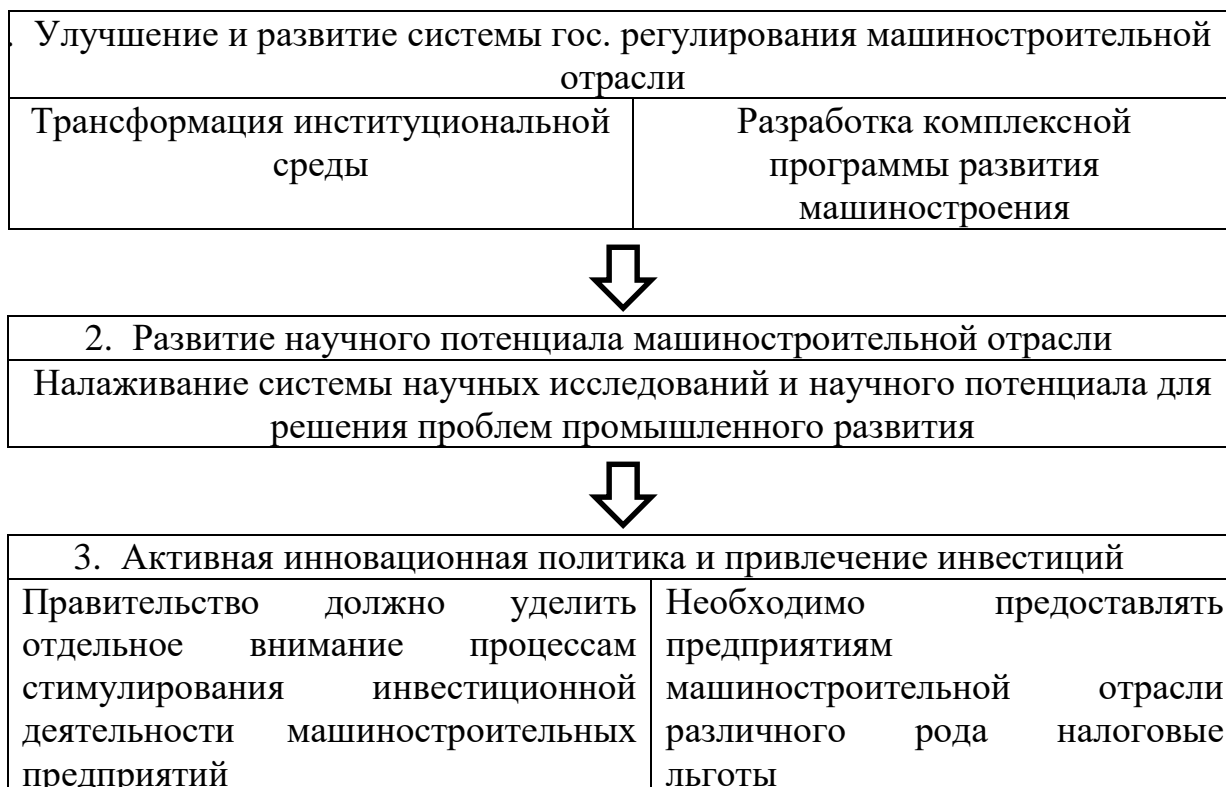 . Улучшение и развитие системы гос. регулирования машиностроительной
отрасли
Трансформация институциональной
среды
Разработка комплексной
программы развития
машиностроения
2. Развитие научного потенциала машиностроительной отрасли
Налаживание системы научных исследований и научного потенциала для
решения проблем промышленного развития
3. Активная инновационная политика и привлечение инвестиций
Правительство должно уделить
отдельное внимание процессам
стимулирования инвестиционной
деятельности машиностроительных
предприятий
Необходимо предоставлять
предприятиям
машиностроительной отрасли
различного рода налоговые
льготы